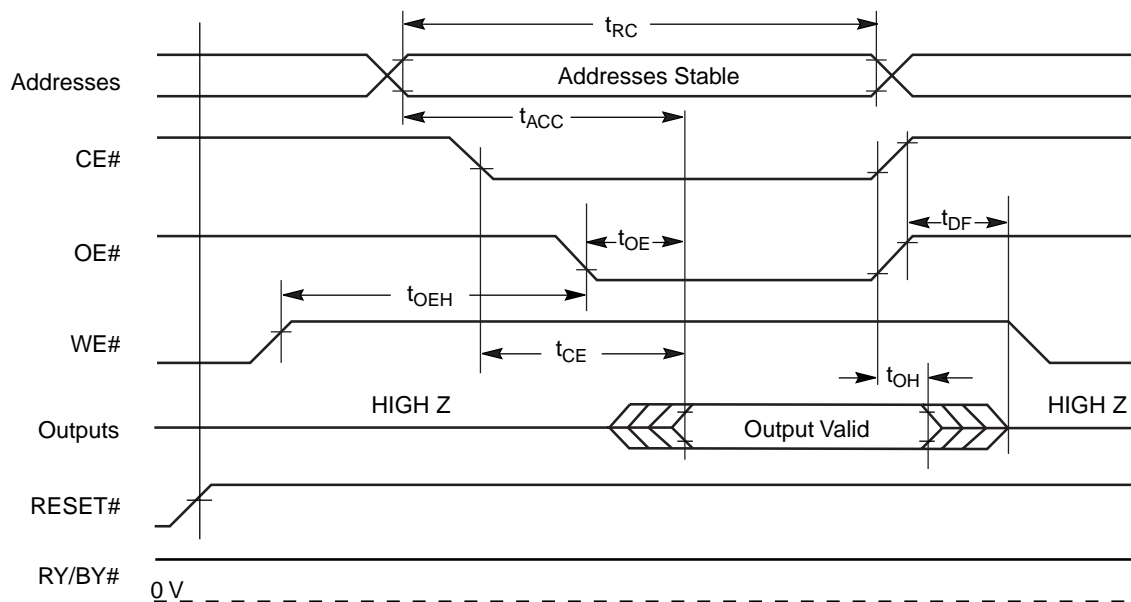 tRC
Addresses
Addresses Stable
tACC
CE#
tDF
OE#
tOE
tOEH
WE#
tCE
tOH
HIGH Z
HIGH Z
Outputs
Output Valid
RESET#
RY/BY#
0 V